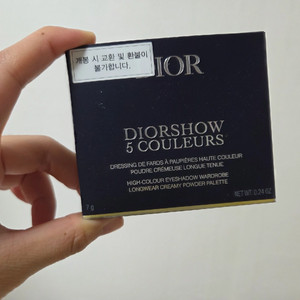 개봉 시 교환 및 환불이
불가합니다.
DIOR
DIORSHOW
5 COULEURS
DRESSING DE FARDS À PAUPIÈRES HAUTE COULEUR
POUDRE CRÉMEUSE LONGUE TENUE
HIGH-COLOUR EYESHADOW WARDROBE
LONGWEAR CREAMY POWDER PALETTE
7 g
NET WT 0.24 OZ